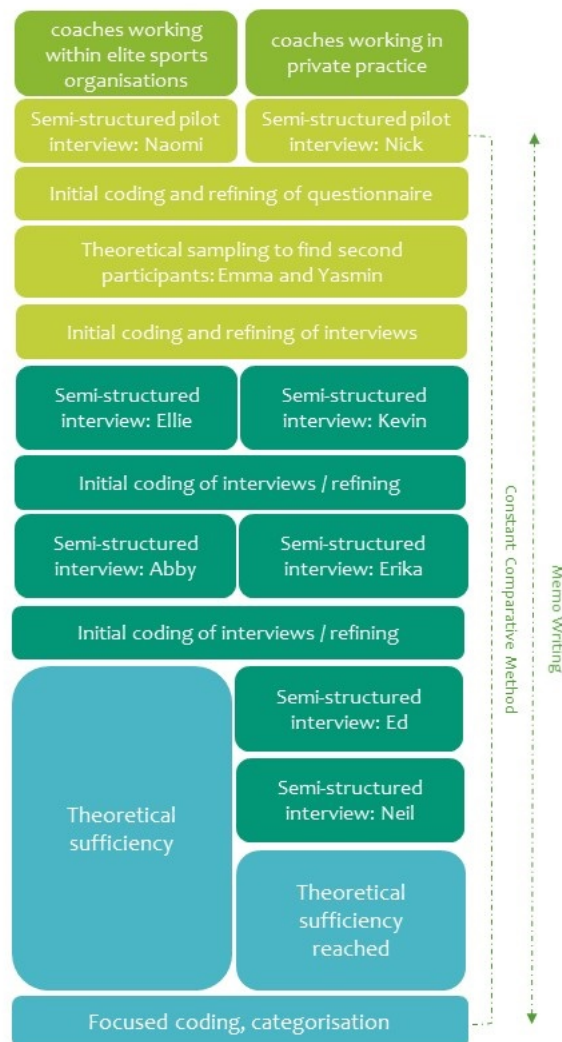 coaches working
within elite sports
organisations
coaches working in
private practice
Semi-structured pilot
interview: Naomi
Semi-structured pilot
interview: Nick
Initial coding and refining of questionnaire
Theoretical sampling to find second
participants: Emma and Yasmin
Initial coding and refining of interviews
Semi-structured
interview: Ellie
Semi-structured
interview: Kevin
Initial coding of interviews / refining
Semi-structured
interview: Abby
Semi-structured
interview: Erika
Initial coding of interviews / refining
Theoretical
sufficiency
Semi-structured
interview: Ed
Semi-structured
interview: Neil
Theoretical
sufficiency
reached
Focused coding, categorisation
Constant Comparative Method
Memo Writing